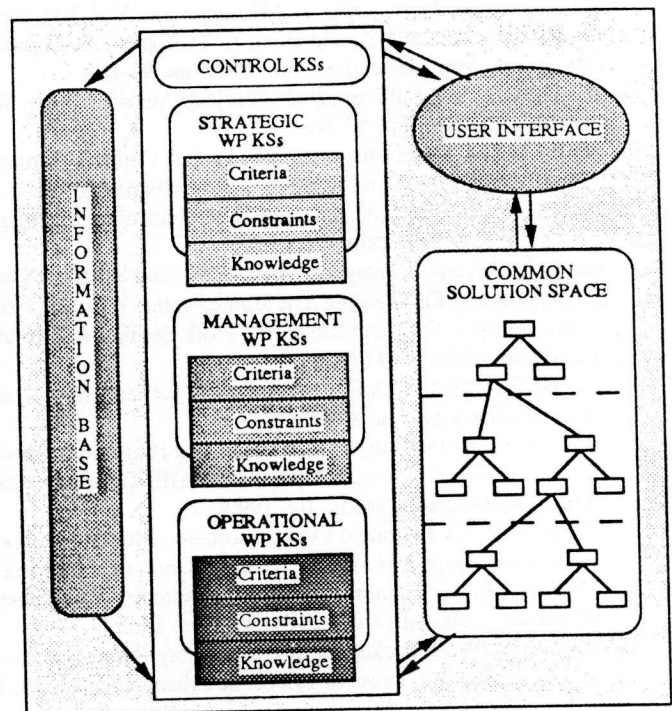 CONTROL KSs
STRATEGIC
WP KSs
Criteria
Constraints
Knowledge
MANAGEMENT
WP KSs
Criteria
Constraints
Knowledge
OPERATIONAL
WP KSs
Criteria
Constraints
Knowledge
INFORMATION BASE
USER INTERFACE
COMMON
SOLUTION SPACE